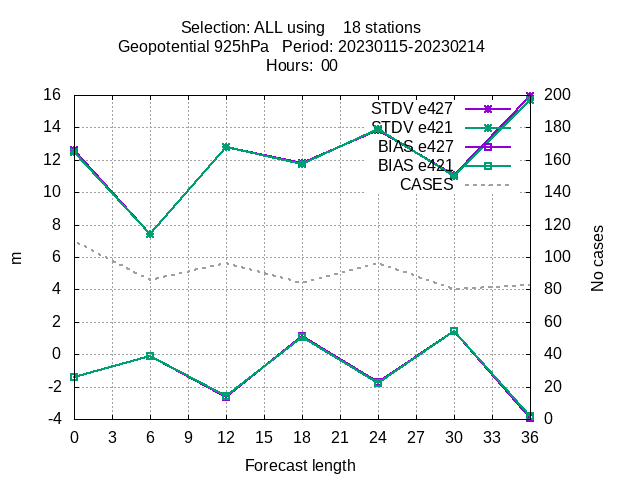 Selection: ALL using    18 stations
Geopotential 925hPa   Period: 20230115-20230214
Hours:  00
STDV e427
STDV e421
BIAS e427
BIAS e421
CASES
16
14
12
10
8
6
4
2
0
-2
-4
m
200
180
160
140
120
100
80
60
40
20
0
No cases
0 3 6 9 12 15 18 21 24 27 30 33 36
Forecast length